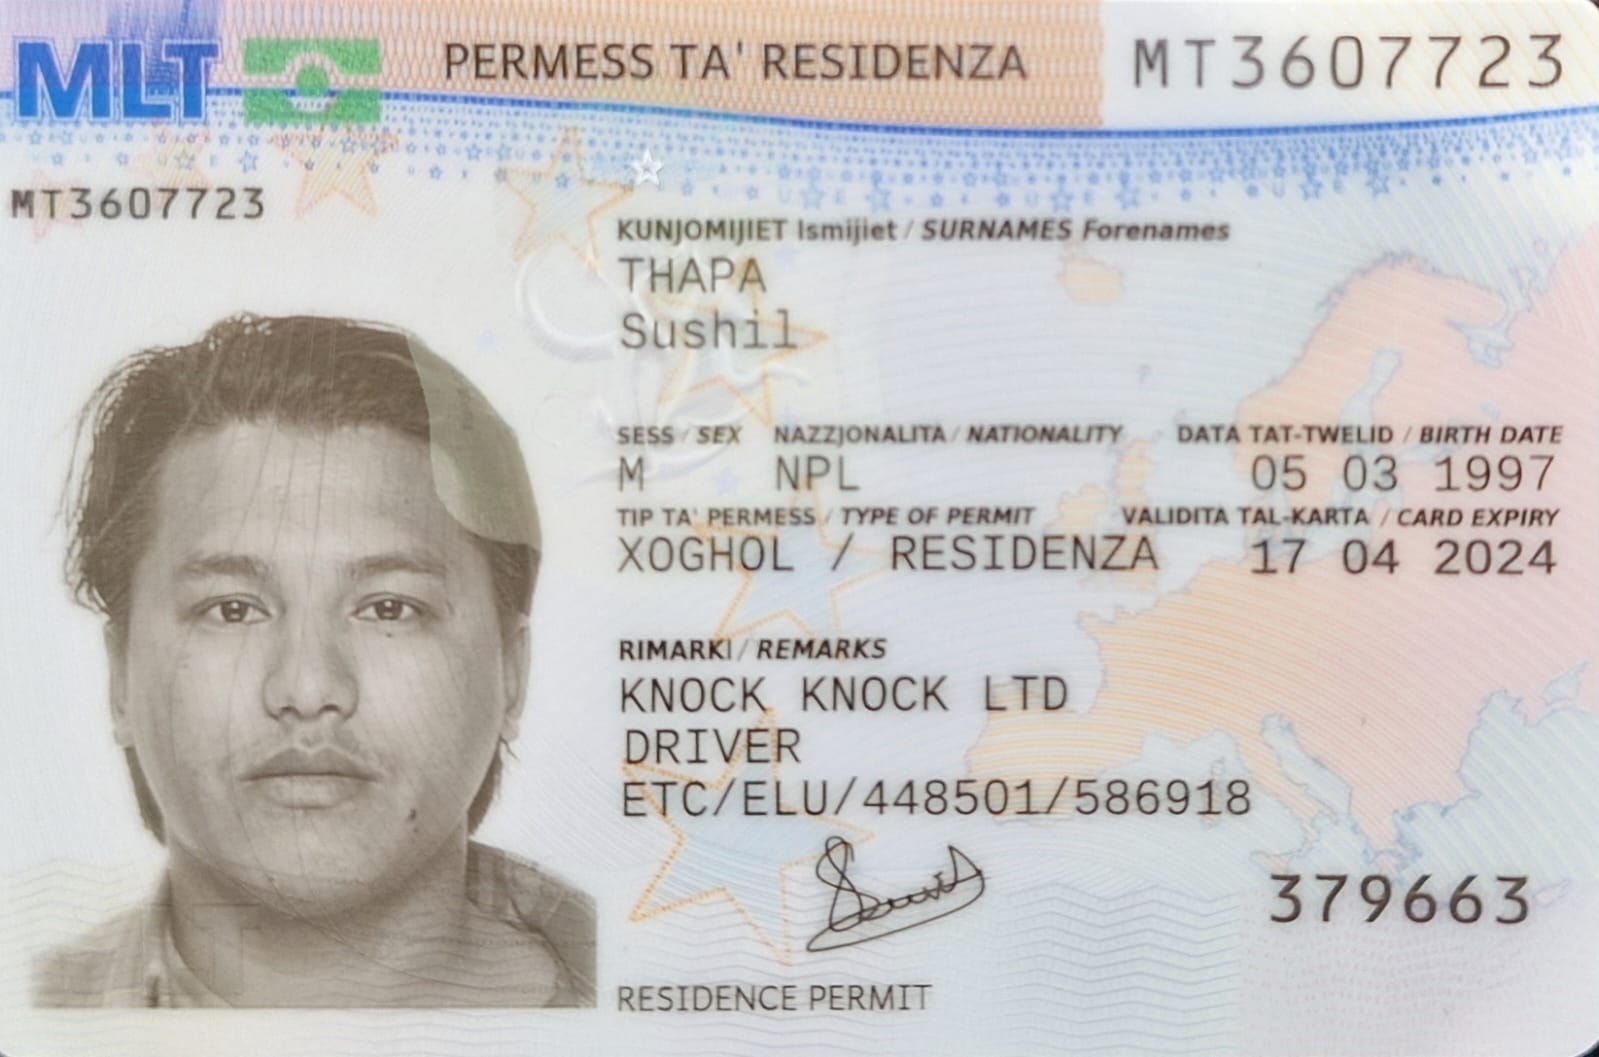 MLT PERMESS TA' RESIDENZA MT3607723
MT3607723
KUNJOMIJIET Ismijiet / SURNAMES Forenames
THAPA
Sushil
SESS / SEX NAZZJONALITA / NATIONALITY DATA TAT-TWELID / BIRTH DATE
M NPL 05 03 1997
TIP TA' PERMESS / TYPE OF PERMIT VALIDITA TAL-KARTA / CARD EXPIRY
XOGHOL / RESIDENZA 17 04 2024
RIMARKI / REMARKS
KNOCK KNOCK LTD
DRIVER
ETC/ELU/448501/586918
379663
RESIDENCE PERMIT